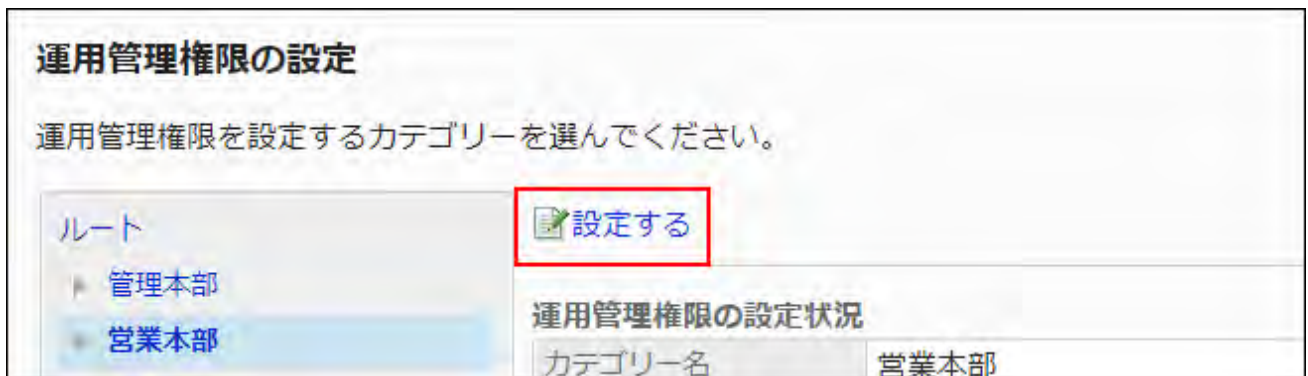 運用管理権限の設定
運用管理権限を設定するカテゴリーを選んでください。
ルート
管理本部
営業本部
設定する
運用管理権限の設定状況
カテゴリー名 営業本部